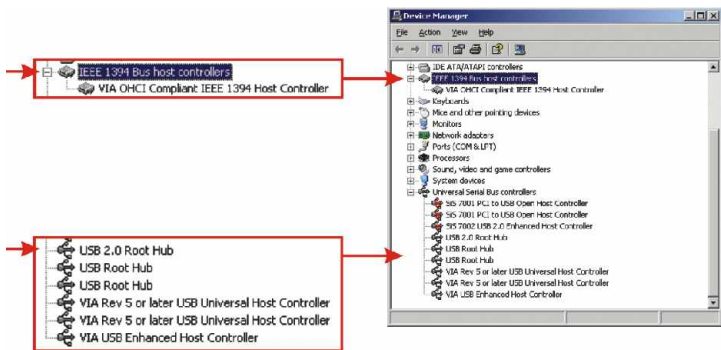 IEEE 1394 Bus host controllers
VIA OHCI Compliant IEEE 1394 Host Controller
USB 2.0 Root Hub
USB Root Hub
USB Root Hub
VIA Rev 5 or later USB Universal Host Controller
VIA Rev 5 or later USB Universal Host Controller
VIA USB Enhanced Host Controller
Device Manager
File Action View Help
IDE ATA/ATAPI controllers
IEEE 1394 Bus host controllers
VIA OHCI Compliant IEEE 1394 Host Controller
Keyboards
Mice and other pointing devices
Monitors
Network adapters
Ports (COM & LPT)
Processors
Sound, video and game controllers
System devices
Universal Serial Bus controllers
SiS 7001 PCI to USB Open Host Controller
SiS 7001 PCI to USB Open Host Controller
SiS 7002 USB 2.0 Enhanced Host Controller
USB 2.0 Root Hub
USB Root Hub
USB Root Hub
VIA Rev 5 or later USB Universal Host Controller
VIA Rev 5 or later USB Universal Host Controller
VIA USB Enhanced Host Controller